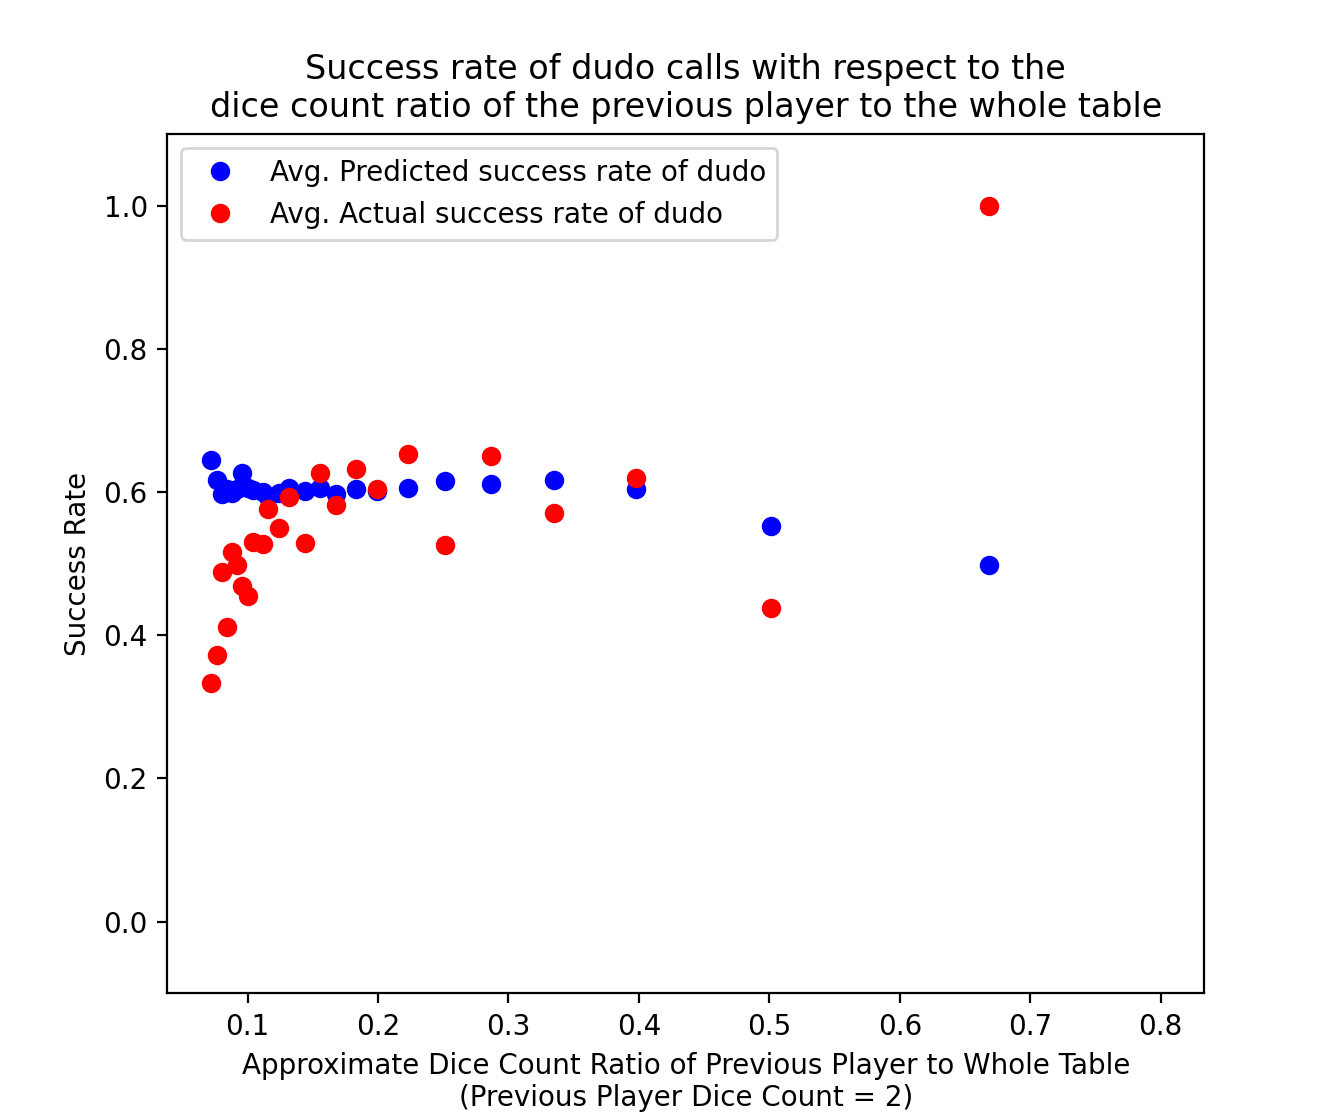 Success rate of dudo calls with respect to the
dice count ratio of the previous player to the whole table
Avg. Predicted success rate of dudo
Avg. Actual success rate of dudo
1.0
0.8
0.6
0.4
0.2
0.0
Success Rate
0.1 0.2 0.3 0.4 0.5 0.6 0.7 0.8
Approximate Dice Count Ratio of Previous Player to Whole Table
(Previous Player Dice Count = 2)